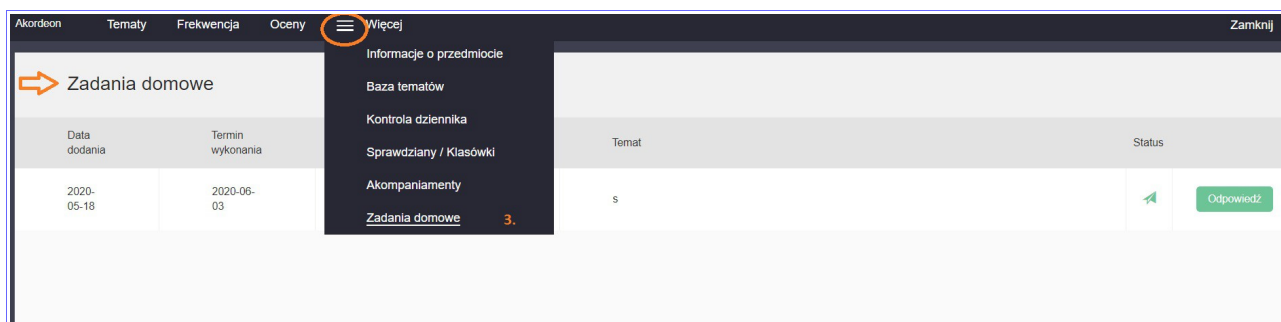 Akordeon Tematy Frekwencja Oceny Więcej Zamknij
Informacje o przedmiocie
Zadania domowe
Baza tematów
Kontrola dziennika
Sprawdziany / Klasówki
Akompaniamenty
Zadania domowe 3.
Data
dodania
Termin
wykonania
Temat
Status
2020-
05-18
2020-06-
03
s
Odpowiedź